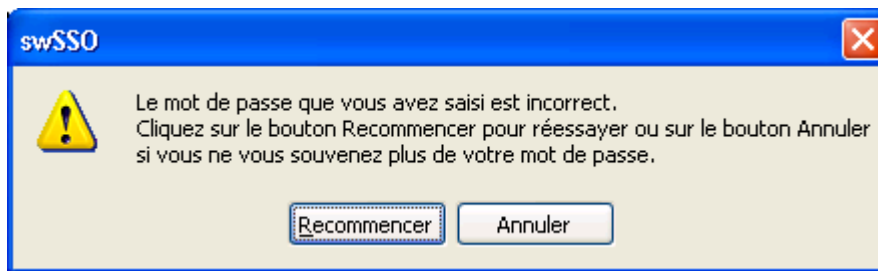 swSSO
Le mot de passe que vous avez saisi est incorrect.
Cliquez sur le bouton Recommencer pour réessayer ou sur le bouton Annuler
si vous ne vous souvenez plus de votre mot de passe.
Recommencer Annuler